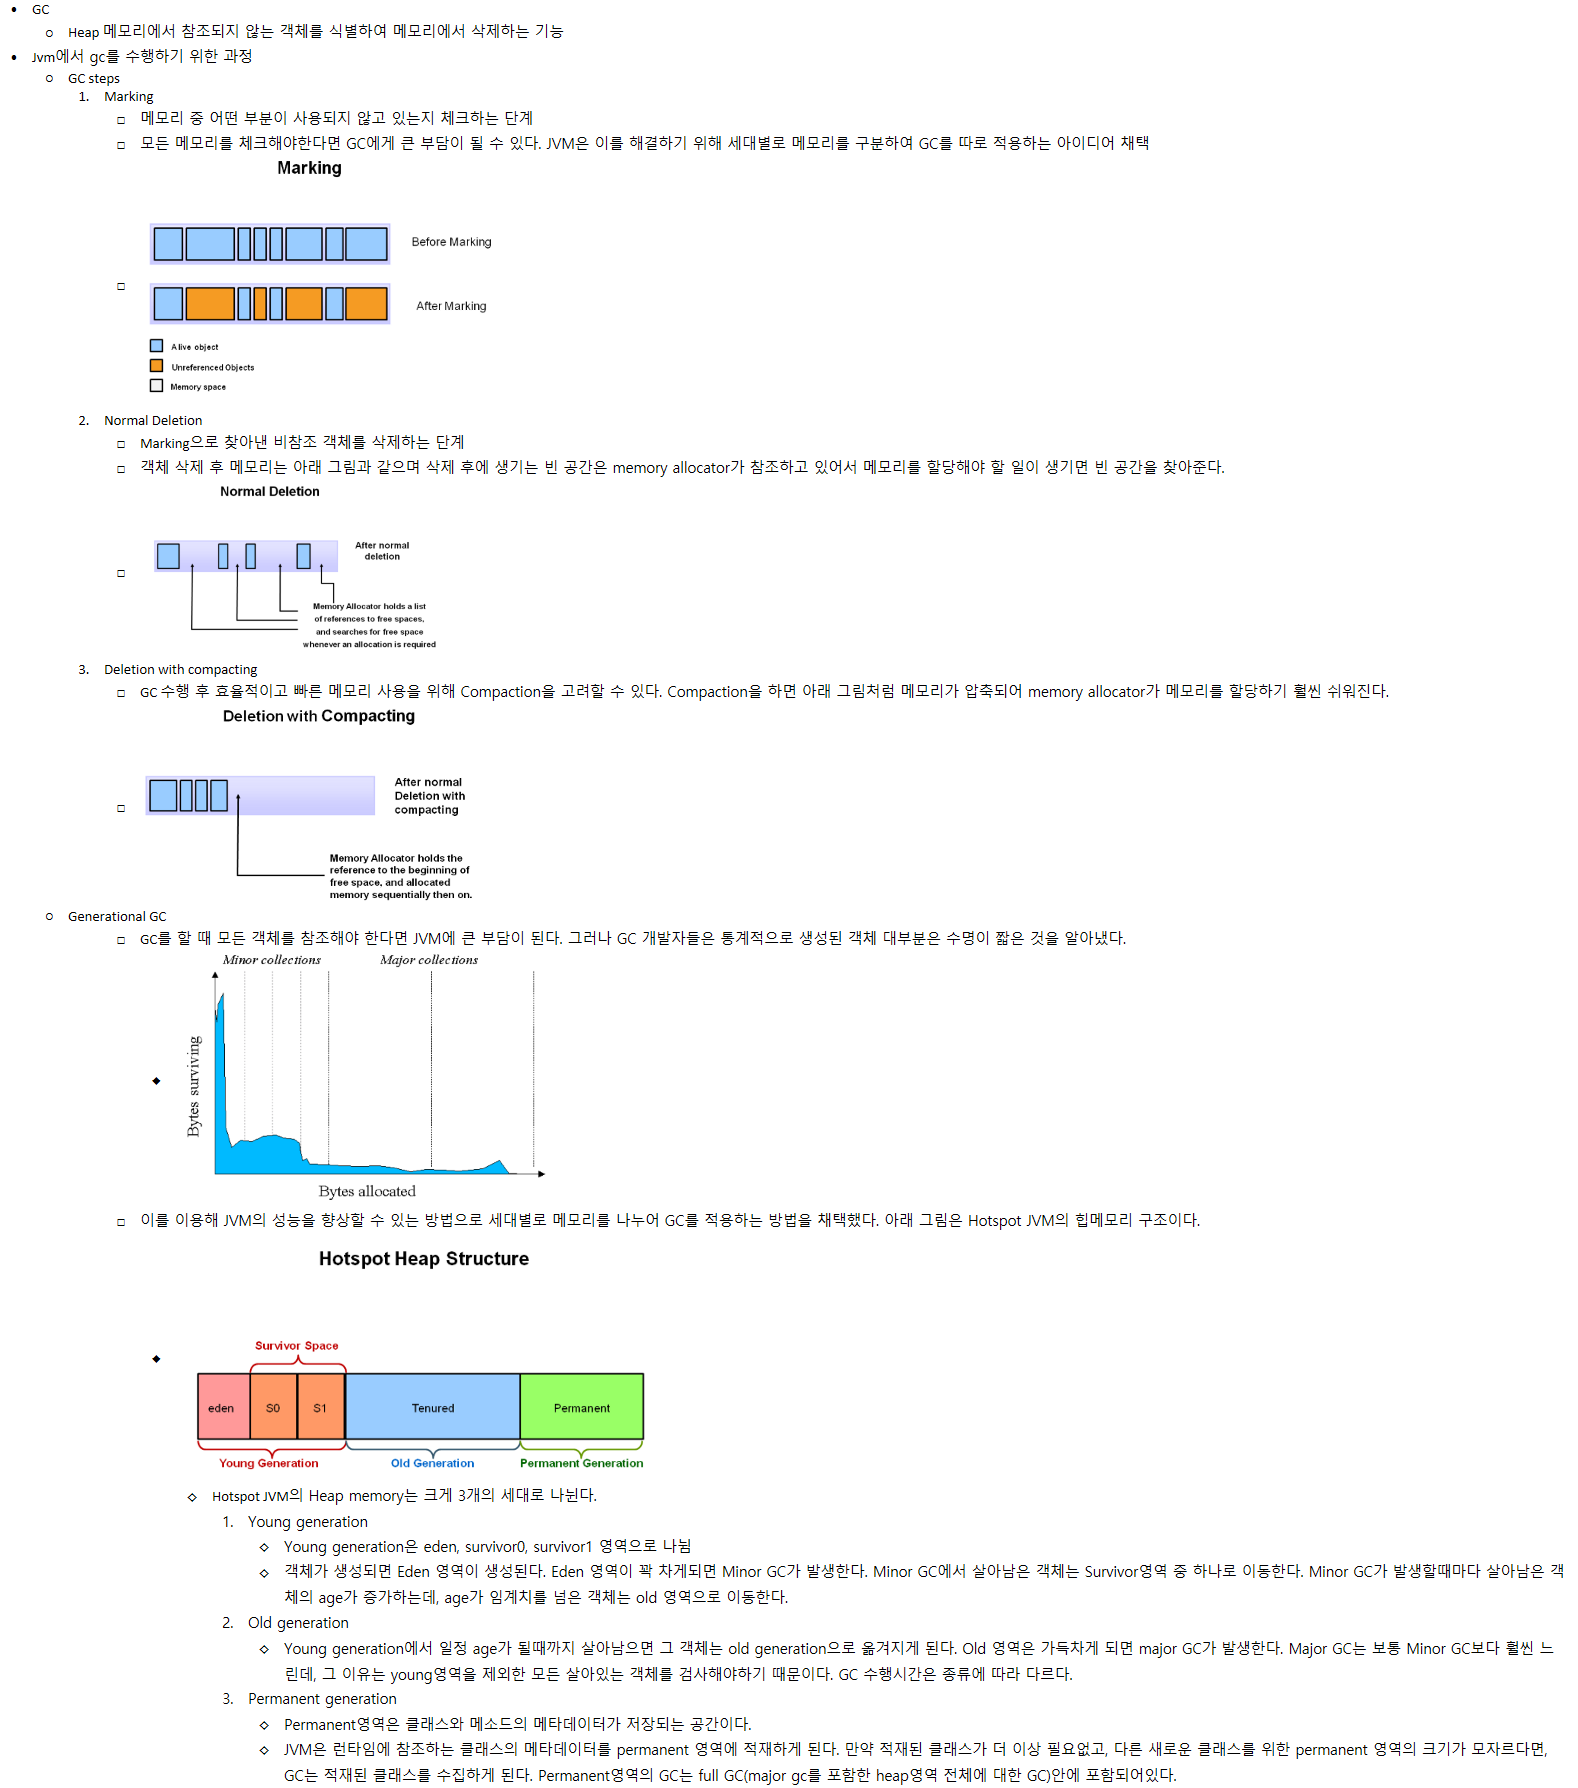 GC
Heap 메모리에서 참조되지 않는 객체를 식별하여 메모리에서 삭제하는 기능
Jvm에서 gc를 수행하기 위한 과정
GC steps
1. Marking
메모리 중 어떤 부분이 사용되지 않고 있는지 체크하는 단계
모든 메모리를 체크해야한다면 GC에게 큰 부담이 될 수 있다. JVM은 이를 해결하기 위해 세대별로 메모리를 구분하여 GC를 따로 적용하는 아이디어 채택
Marking
Before Marking
After Marking
Alive object
Unreferenced Objects
Memory space
2. Normal Deletion
Marking으로 찾아낸 비참조 객체를 삭제하는 단계
객체 삭제 후 메모리는 아래 그림과 같으며 삭제 후에 생기는 빈 공간은 memory allocator가 참조하고 있어서 메모리를 할당해야 할 일이 생기면 빈 공간을 찾아준다.
Normal Deletion
After normal
deletion
Memory Allocator holds a list
of references to free spaces,
and searches for free space
whenever an allocation is required
3. Deletion with compacting
GC 수행 후 효율적이고 빠른 메모리 사용을 위해 Compaction을 고려할 수 있다. Compaction을 하면 아래 그림처럼 메모리가 압축되어 memory allocator가 메모리를 할당하기 훨씬 쉬워진다.
Deletion with Compacting
After normal
Deletion with
compacting
Memory Allocator holds the
reference to the beginning of
free space, and allocated
memory sequentially then on.
Generational GC
GC를 할 때 모든 객체를 참조해야 한다면 JVM에 큰 부담이 된다. 그러나 GC 개발자들은 통계적으로 생성된 객체 대부분은 수명이 짧은 것을 알아냈다.
Minor collections Major collections
Bytes surviving
Bytes allocated
이를 이용해 JVM의 성능을 향상할 수 있는 방법으로 세대별로 메모리를 나누어 GC를 적용하는 방법을 채택했다. 아래 그림은 Hotspot JVM의 힙메모리 구조이다.
Hotspot Heap Structure
Survivor Space
eden S0 S1 Tenured Permanent
Young Generation Old Generation Permanent Generation
Hotspot JVM의 Heap memory는 크게 3개의 세대로 나뉜다.
1. Young generation
Young generation은 eden, survivor0, survivor1 영역으로 나뉨
객체가 생성되면 Eden 영역이 생성된다. Eden 영역이 꽉 차게되면 Minor GC가 발생한다. Minor GC에서 살아남은 객체는 Survivor영역 중 하나로 이동한다. Minor GC가 발생할때마다 살아남은 객
체의 age가 증가하는데, age가 임계치를 넘은 객체는 old 영역으로 이동한다.
2. Old generation
Young generation에서 일정 age가 될때까지 살아남으면 그 객체는 old generation으로 옮겨지게 된다. Old 영역은 가득차게 되면 major GC가 발생한다. Major GC는 보통 Minor GC보다 훨씬 느
린데, 그 이유는 young영역을 제외한 모든 살아있는 객체를 검사해야하기 때문이다. GC 수행시간은 종류에 따라 다르다.
3. Permanent generation
Permanent영역은 클래스와 메소드의 메타데이터가 저장되는 공간이다.
JVM은 런타임에 참조하는 클래스의 메타데이터를 permanent 영역에 적재하게 된다. 만약 적재된 클래스가 더 이상 필요없고, 다른 새로운 클래스를 위한 permanent 영역의 크기가 모자르다면,
GC는 적재된 클래스를 수집하게 된다. Permanent영역의 GC는 full GC(major gc를 포함한 heap영역 전체에 대한 GC)안에 포함되어있다.